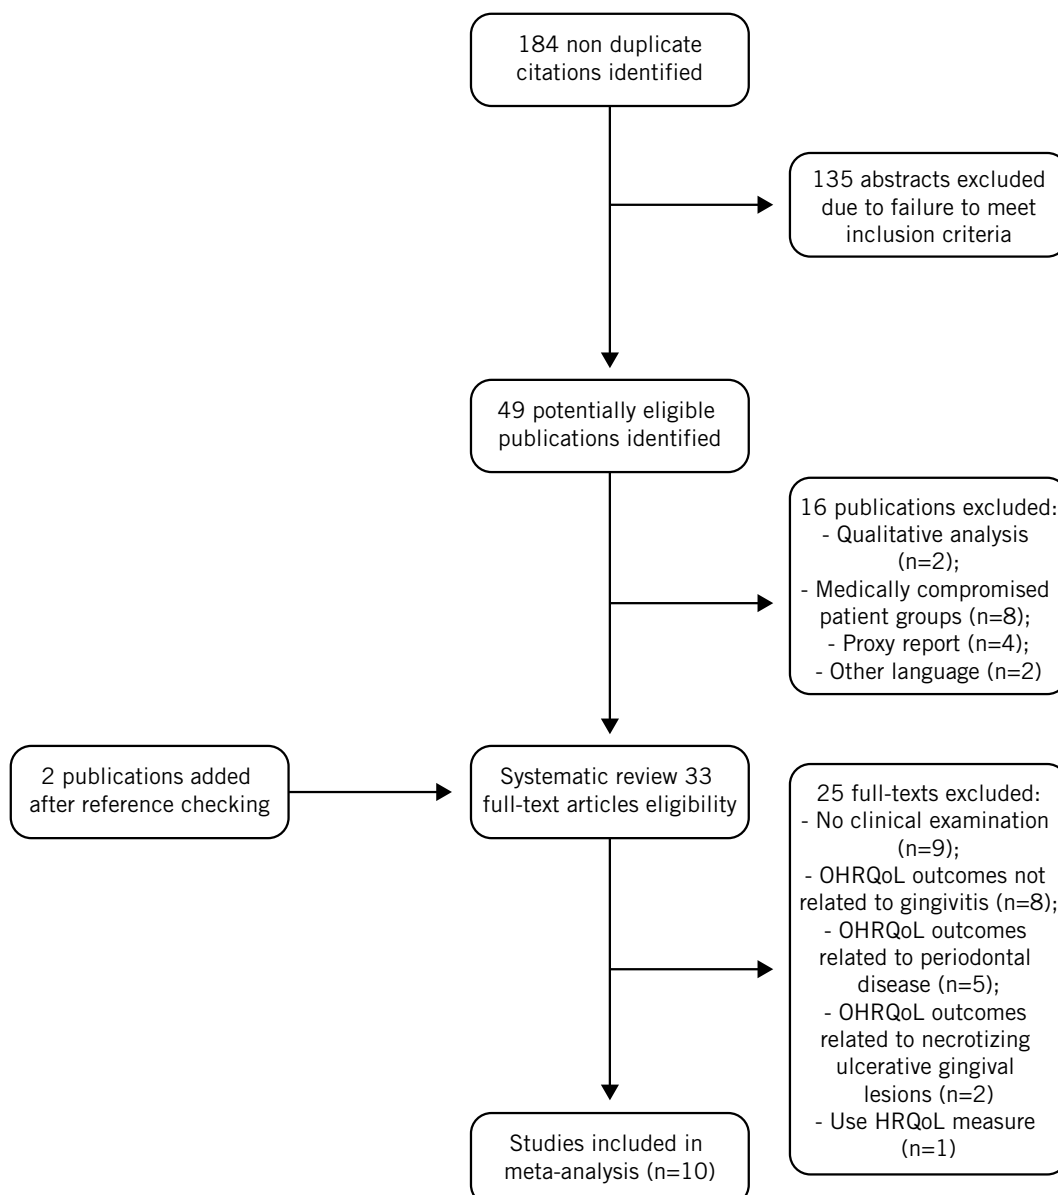 184 non duplicate
citations identified
135 abstracts excluded
due to failure to meet
inclusion criteria
49 potentially eligible
publications identified
16 publications excluded:
- Qualitative analysis
(n=2);
- Medically compromised
patient groups (n=8);
- Proxy report (n=4);
- Other language (n=2)
2 publications added
after reference checking
Systematic review 33
full-text articles eligibility
25 full-texts excluded:
- No clinical examination
(n=9);
- OHRQoL outcomes not
related to gingivitis (n=8);
- OHRQoL outcomes
related to periodontal
disease (n=5);
- OHRQoL outcomes
related to necrotizing
ulcerative gingival
lesions (n=2)
- Use HRQoL measure
(n=1)
Studies included in
meta-analysis (n=10)